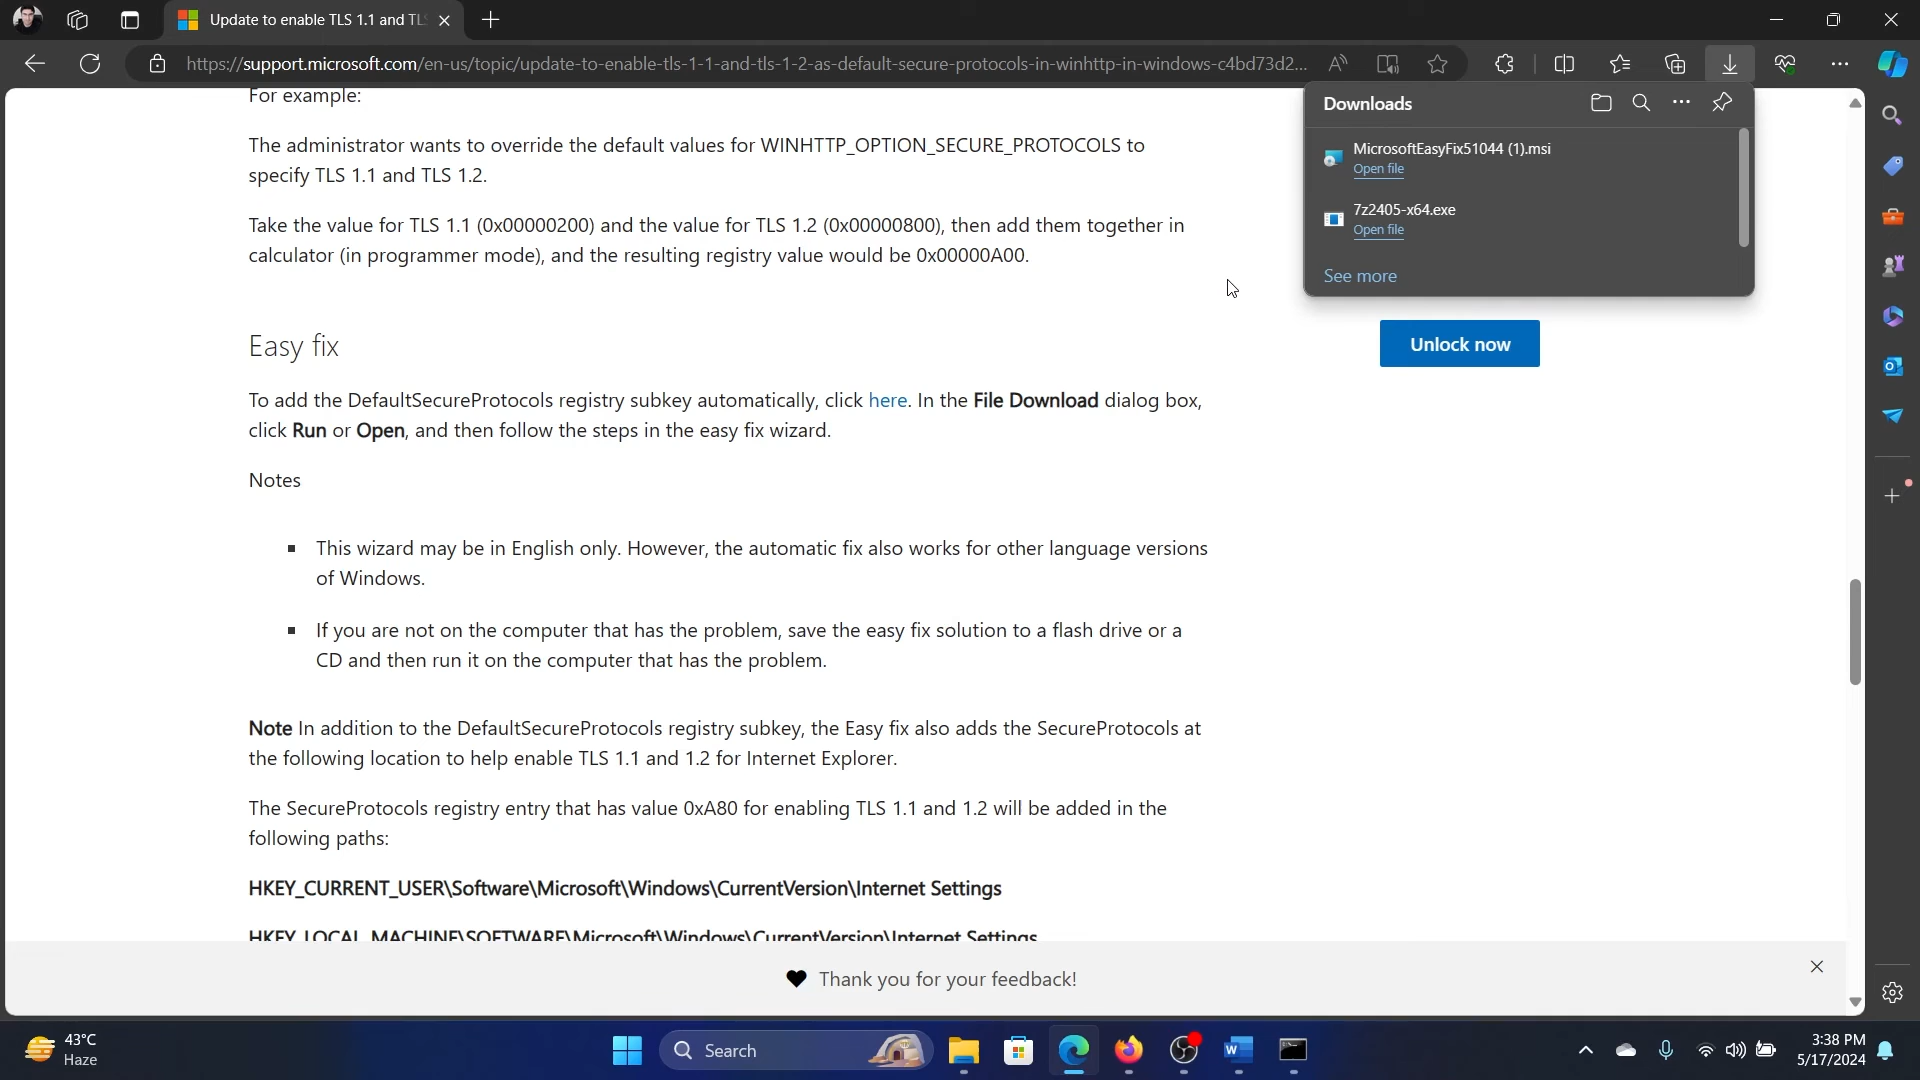 Update to enable TLS 1.1 and TL
https://support.microsoft.com/en-us/topic/update-to-enable-tls-1-1-and-tls-1-2-as-default-secure-protocols-in-winhttp-in-windows-c4bd73d2...
For example:
The administrator wants to override the default values for WINHTTP_OPTION_SECURE_PROTOCOLS to
specify TLS 1.1 and TLS 1.2.
Take the value for TLS 1.1 (0x00000200) and the value for TLS 1.2 (0x00000800), then add them together in
calculator (in programmer mode), and the resulting registry value would be 0x00000A00.
Downloads
MicrosoftEasyFix51044 (1).msi
Open file
7z2405-x64.exe
Open file
See more
Unlock now
Easy fix
To add the DefaultSecureProtocols registry subkey automatically, click here. In the File Download dialog box,
click Run or Open, and then follow the steps in the easy fix wizard.
Notes
This wizard may be in English only. However, the automatic fix also works for other language versions
of Windows.
If you are not on the computer that has the problem, save the easy fix solution to a flash drive or a
CD and then run it on the computer that has the problem.
Note In addition to the DefaultSecureProtocols registry subkey, the Easy fix also adds the SecureProtocols at
the following location to help enable TLS 1.1 and 1.2 for Internet Explorer.
The SecureProtocols registry entry that has value 0xA80 for enabling TLS 1.1 and 1.2 will be added in the
following paths:
HKEY_CURRENT_USER\Software\Microsoft\Windows\CurrentVersion\Internet Settings
HKEY_LOCAL_MACHINE\SOFTWARE\Microsoft\Windows\CurrentVersion\Internet Settings
Thank you for your feedback!
43°C
Haze
Search
3:38 PM
5/17/2024